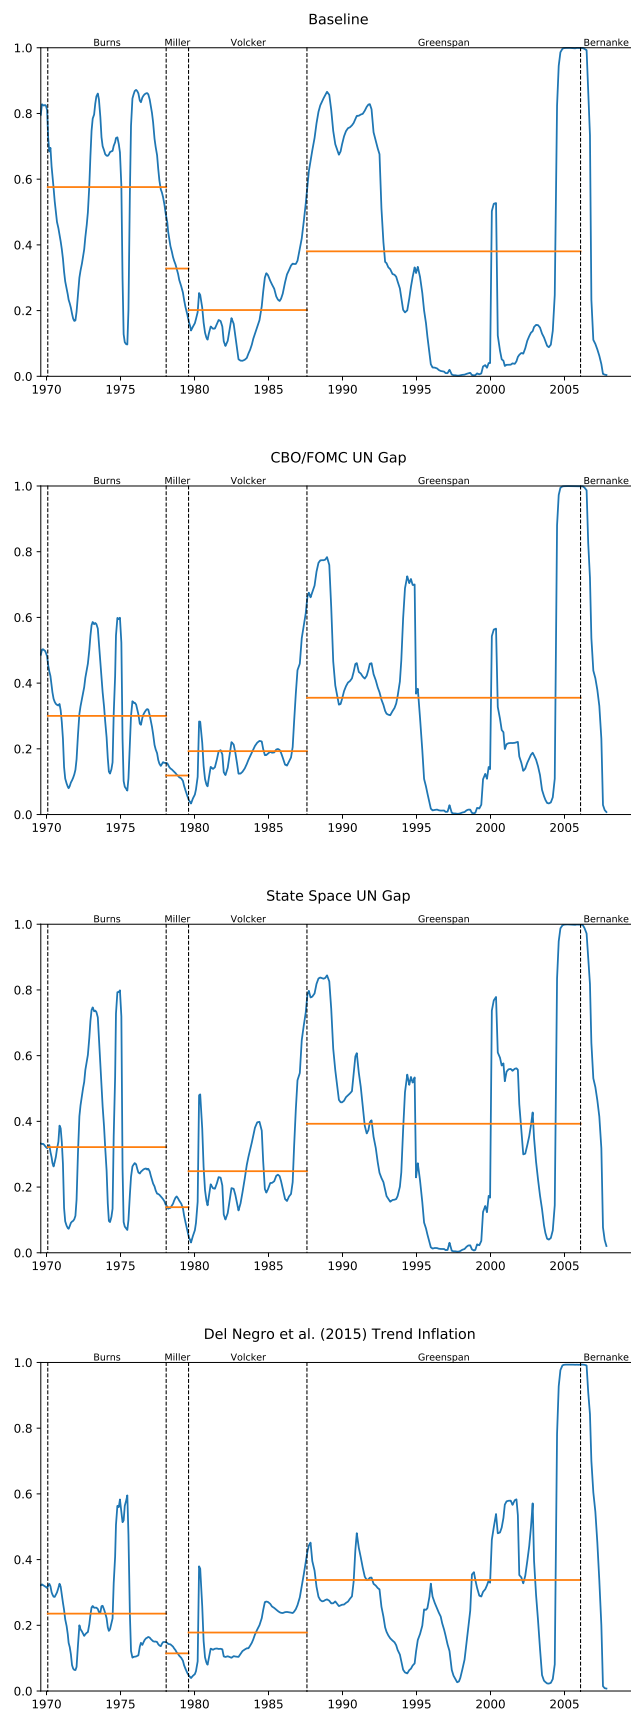 Baseline
Burns Miller Volcker Greenspan Bernanke
1.0
0.8
0.6
0.4
0.2
0.0
1970 1975 1980 1985 1990 1995 2000 2005
CBO/FOMC UN Gap
Burns Miller Volcker Greenspan Bernanke
1.0
0.8
0.6
0.4
0.2
0.0
1970 1975 1980 1985 1990 1995 2000 2005
State Space UN Gap
Burns Miller Volcker Greenspan Bernanke
1.0
0.8
0.6
0.4
0.2
0.0
1970 1975 1980 1985 1990 1995 2000 2005
Del Negro et al. (2015) Trend Inflation
Burns Miller Volcker Greenspan Bernanke
1.0
0.8
0.6
0.4
0.2
0.0
1970 1975 1980 1985 1990 1995 2000 2005